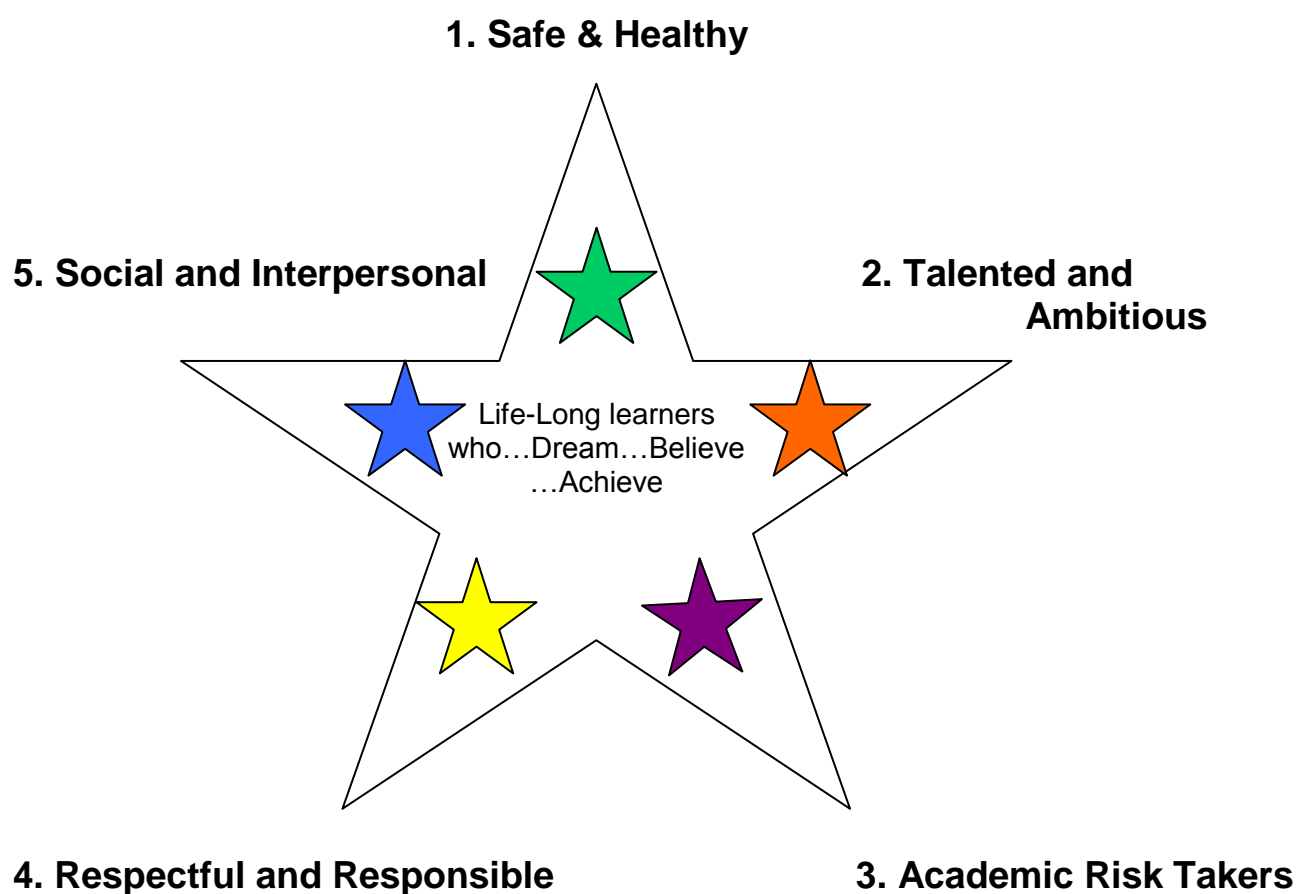 1. Safe & Healthy
5. Social and Interpersonal
2. Talented and
Ambitious
Life-Long learners
who…Dream…Believe
…Achieve
4. Respectful and Responsible
3. Academic Risk Takers